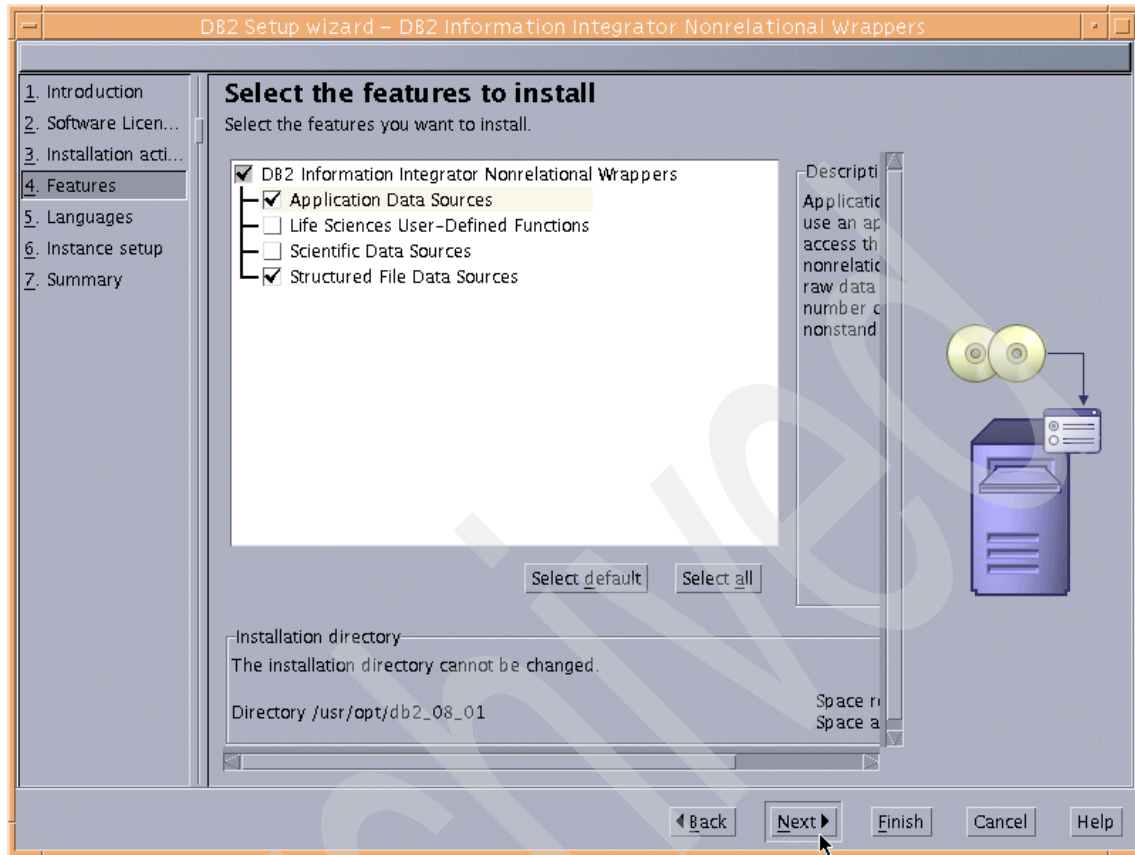 DB2 Setup wizard – DB2 Information Integrator Nonrelational Wrappers
1. Introduction
2. Software Licen...
3. Installation acti...
4. Features
5. Languages
6. Instance setup
7. Summary
Select the features to install
Select the features you want to install.
DB2 Information Integrator Nonrelational Wrappers
Application Data Sources
Life Sciences User-Defined Functions
Scientific Data Sources
Structured File Data Sources
Descripti
Applicatic
use an ap
access th
nonrelatic
raw data
number c
nonstand
Select default
Select all
Installation directory
The installation directory cannot be changed.
Directory /usr/opt/db2_08_01
Space r
Space a
Back
Next
Finish
Cancel
Help